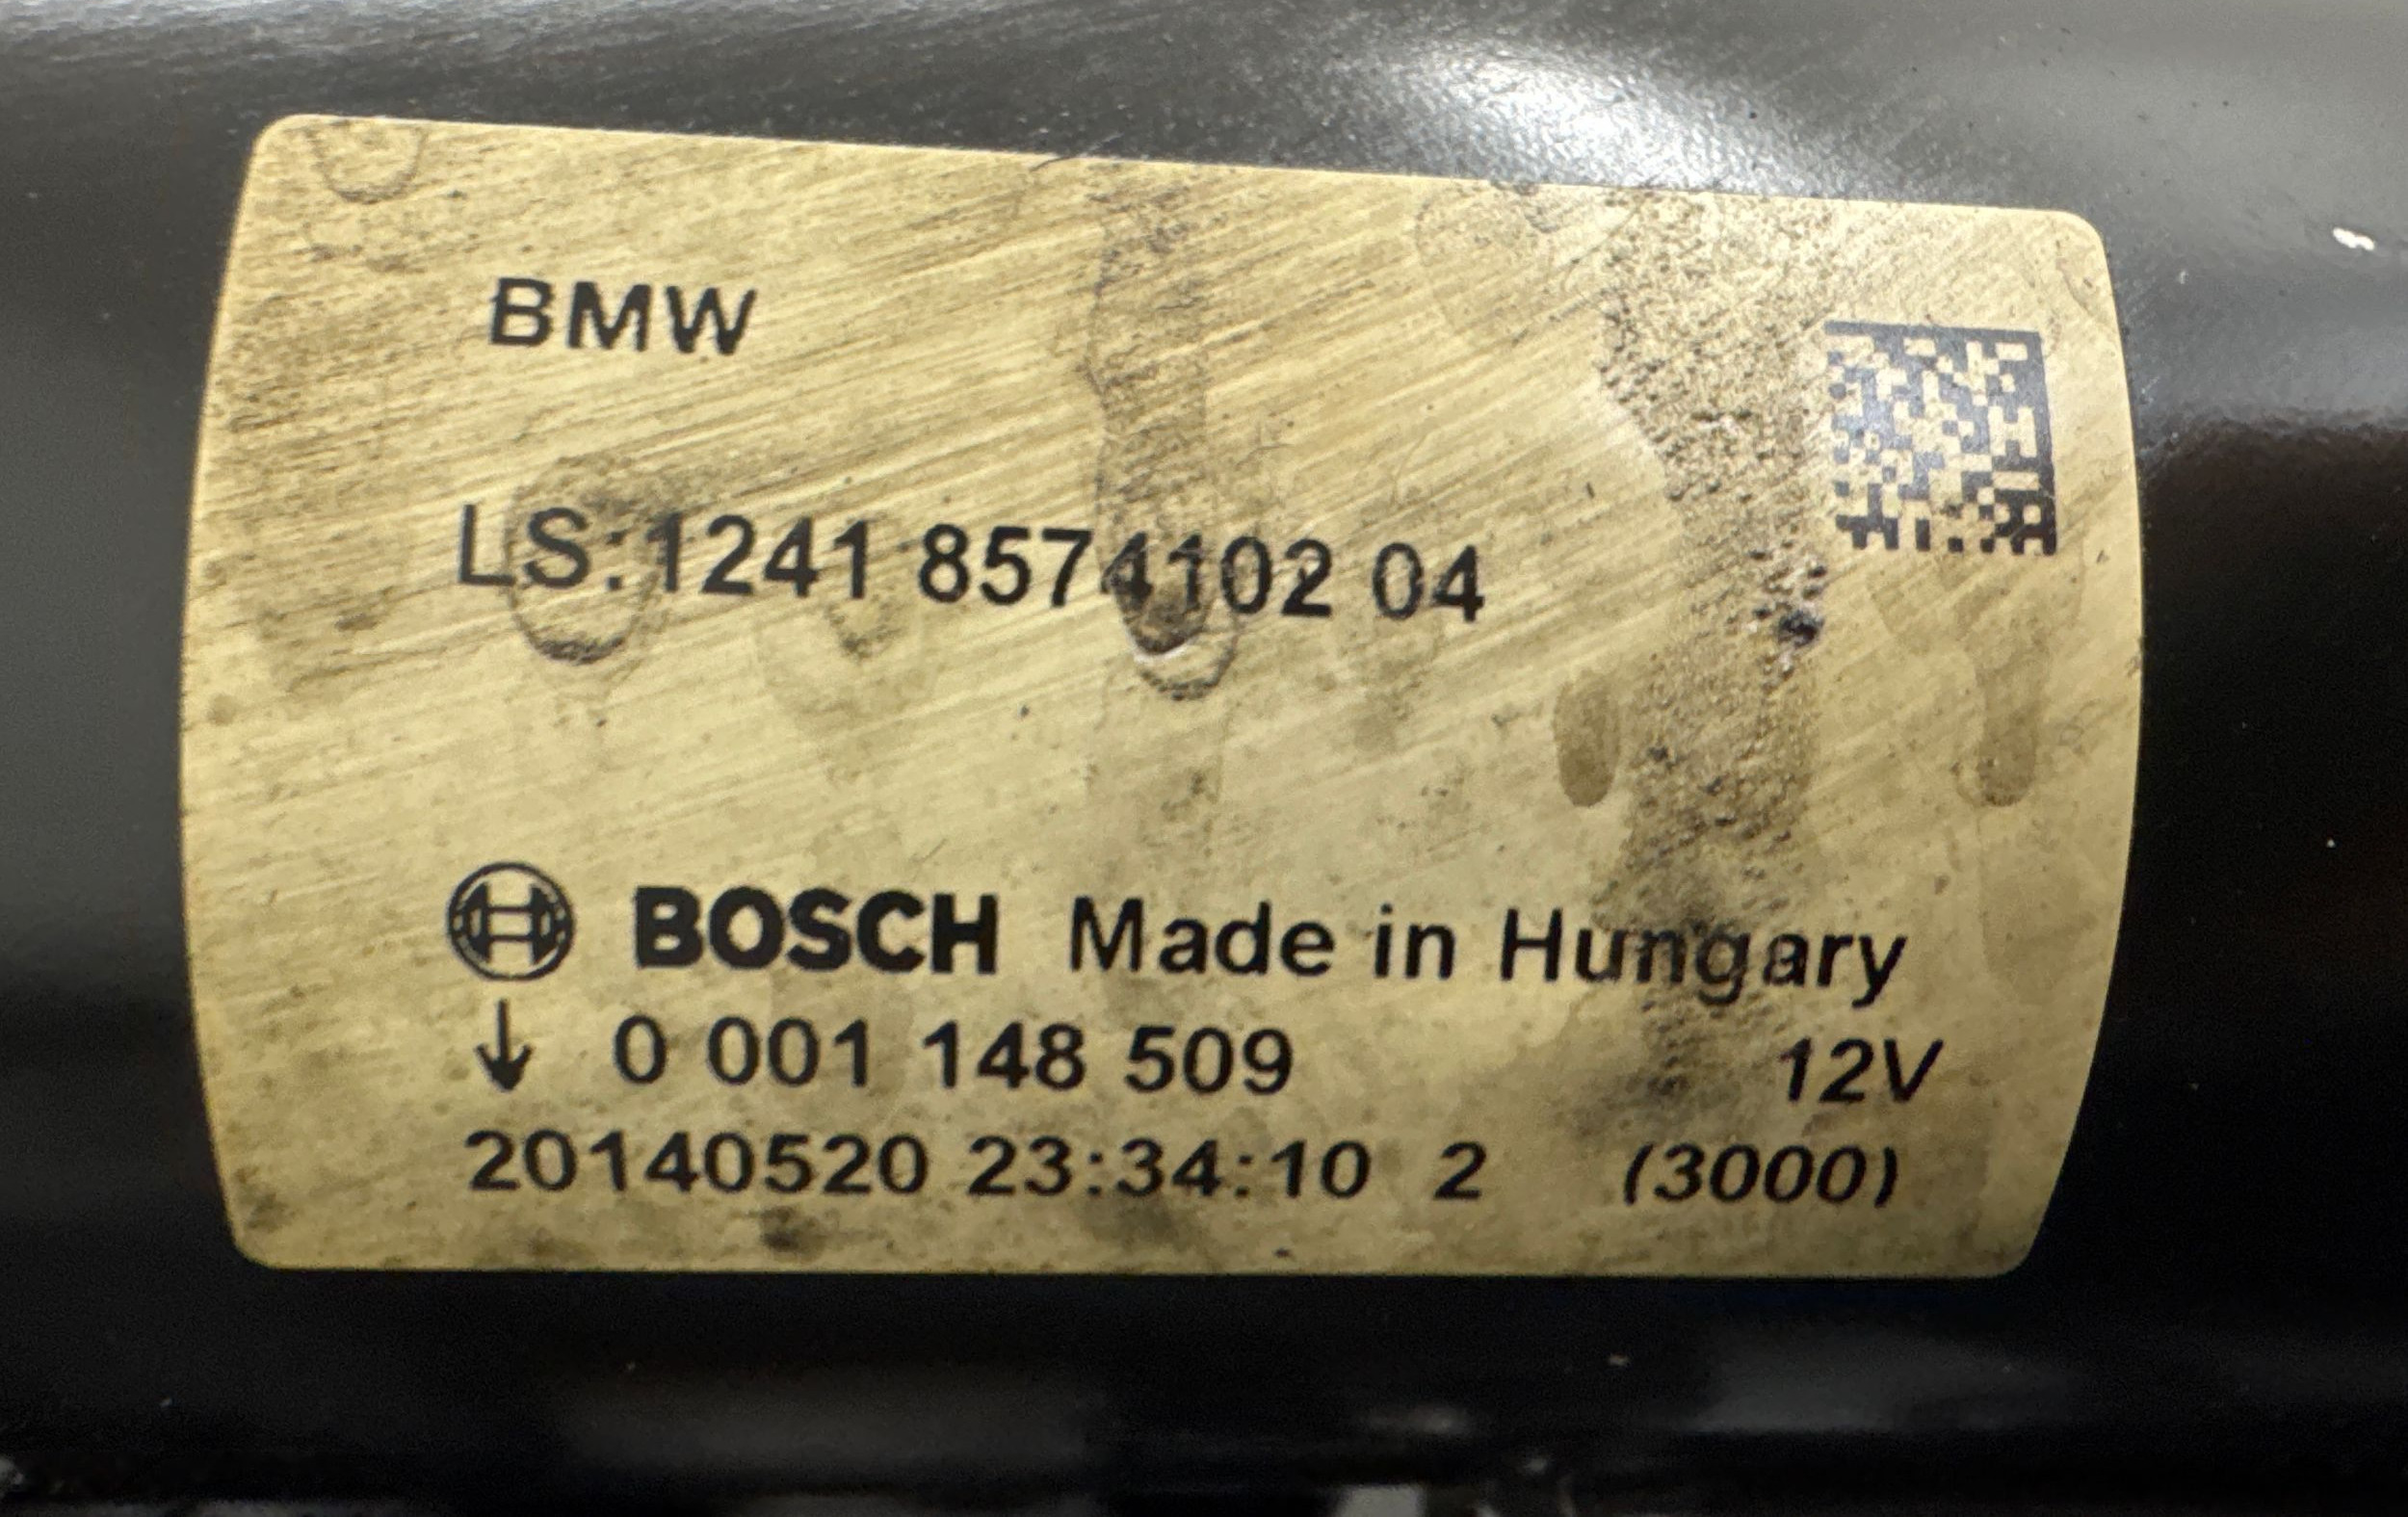 BMW
LS:1241 8574102 04
BOSCH Made in Hungary
↓ 0 001 148 509 12V
20140520 23:34:10 2 (3000)